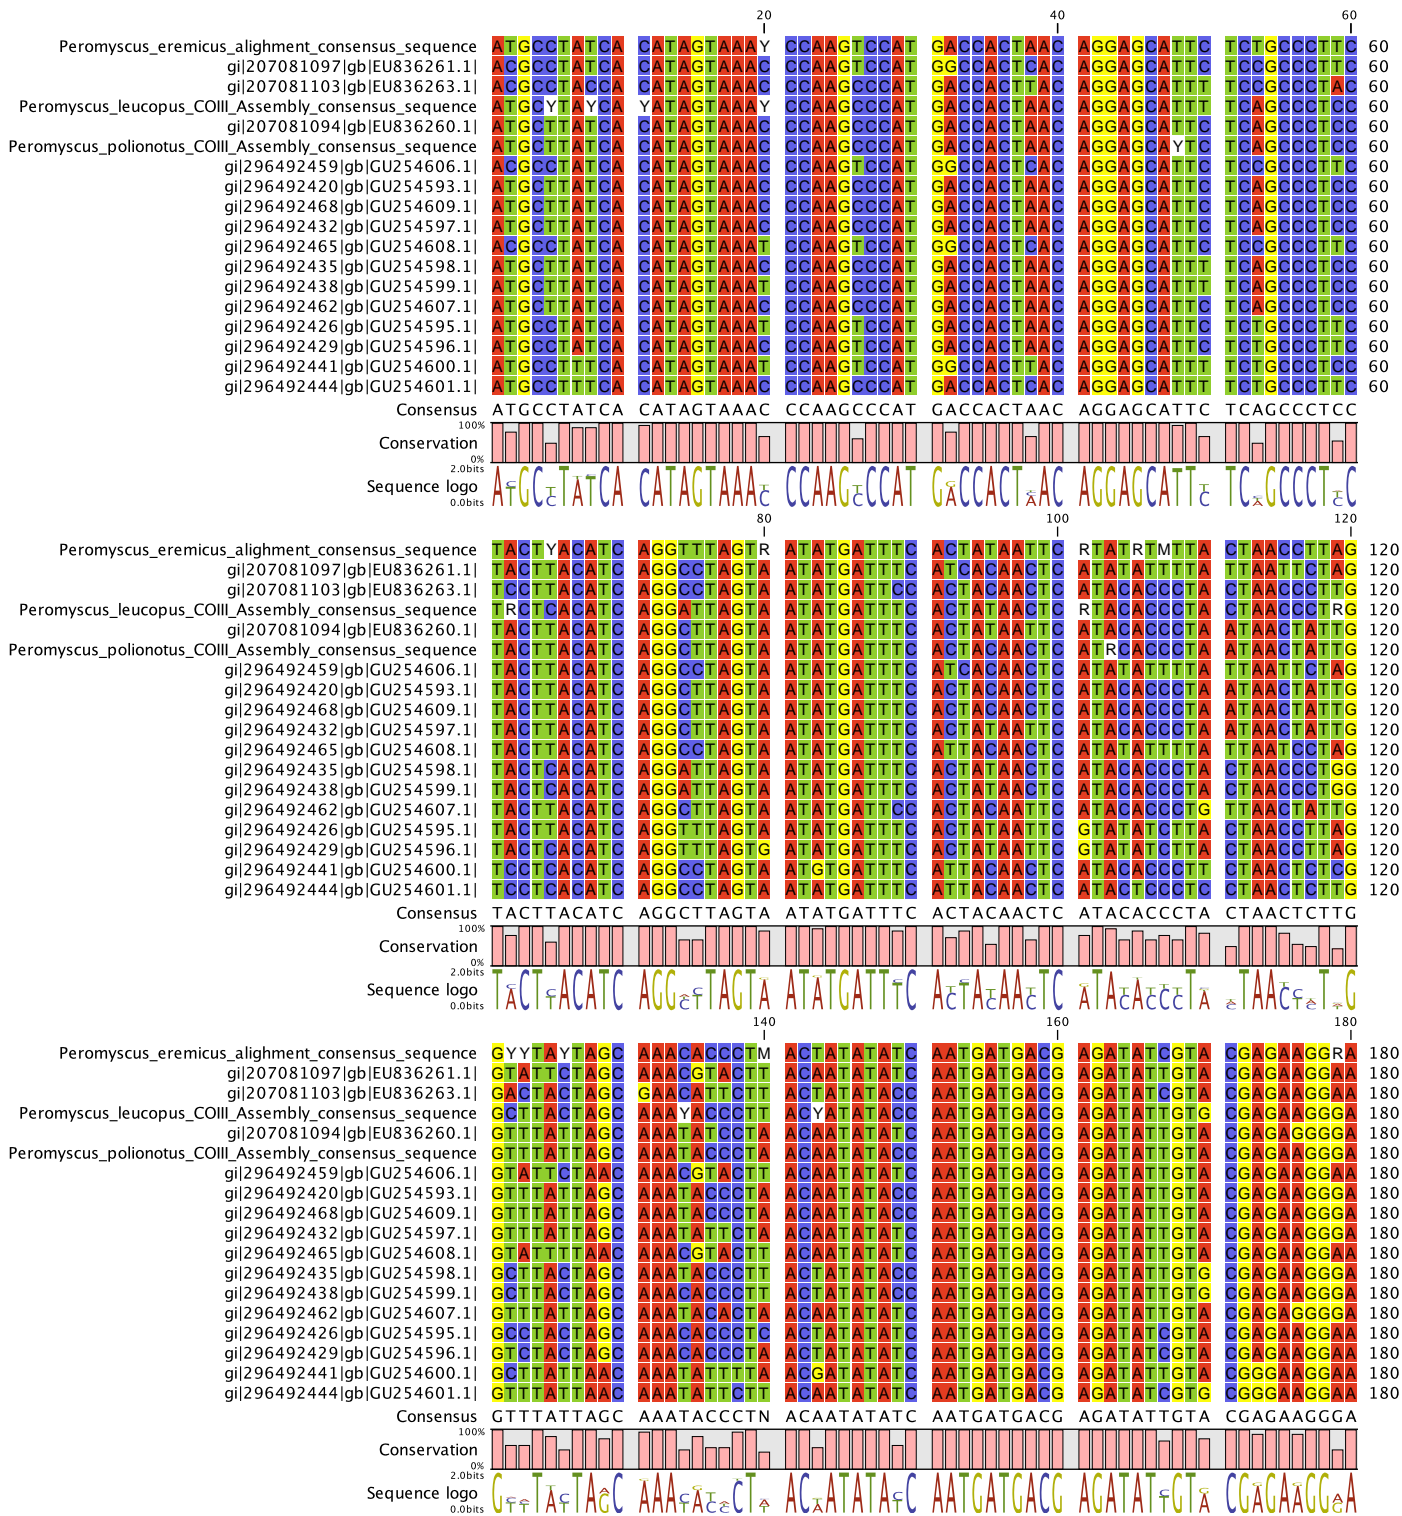 20 40 60
Peromyscus_eremicus_alighment_consensus_sequence ATGCCTATCA CATAGTAAAY CCAAGTCCAT GACCACTAAC AGGAGCATTC TCTGCCCTTC 60
gi|207081097|gb|EU836261.1| ACGCCTATCA CATAGTAAAC CCAAGTCCAT GGCCACTCAC AGGAGCATTC TCCGCCCTTC 60
gi|207081103|gb|EU836263.1| ACGCCTACCA CATAGTAAAC CCAAGCCCAT GACCACTTAC AGGAGCATTT TCCGCCCTAC 60
Peromyscus_leucopus_COIII_Assembly_consensus_sequence ATGCYTAYCA YATAGTAAAY CCAAGCCCAT GACCACTAAC AGGAGCATTT TCAGCCCTCC 60
gi|207081094|gb|EU836260.1| ATGCTTATCA CATAGTAAAC CCAAGCCCAT GACCACTAAC AGGAGCATTC TCAGCCCTCC 60
Peromyscus_polionotus_COIII_Assembly_consensus_sequence ATGCTTATCA CATAGTAAAC CCAAGCCCAT GACCACTAAC AGGAGCAYTC TCAGCCCTCC 60
gi|296492459|gb|GU254606.1| ACGCCTATCA CATAGTAAAC CCAAGTCCAT GGCCACTCAC AGGAGCATTC TCCGCCCTTC 60
gi|296492420|gb|GU254593.1| ATGCTTATCA CATAGTAAAC CCAAGCCCAT GACCACTAAC AGGAGCATTC TCAGCCCTCC 60
gi|296492468|gb|GU254609.1| ATGCTTATCA CATAGTAAAC CCAAGCCCAT GACCACTAAC AGGAGCATTC TCAGCCCTCC 60
gi|296492432|gb|GU254597.1| ATGCTTATCA CATAGTAAAC CCAAGCCCAT GACCACTAAC AGGAGCATTC TCAGCCCTCC 60
gi|296492465|gb|GU254608.1| ACGCCTATCA CATAGTAAAT CCAAGTCCAT GGCCACTCAC AGGAGCATTC TCCGCCCTTC 60
gi|296492435|gb|GU254598.1| ATGCTTATCA CATAGTAAAC CCAAGCCCAT GACCACTAAC AGGAGCATTT TCAGCCCTCC 60
gi|296492438|gb|GU254599.1| ATGCTTATCA CATAGTAAAT CCAAGCCCAT GACCACTAAC AGGAGCATTT TCAGCCCTCC 60
gi|296492462|gb|GU254607.1| ATGCTTATCA CATAGTAAAC CCAAGCCCAT GACCACTAAC AGGAGCATTC TCAGCCCTCC 60
gi|296492426|gb|GU254595.1| ATGCCTATCA CATAGTAAAT CCAAGTCCAT GACCACTAAC AGGAGCATTC TCTGCCCTTC 60
gi|296492429|gb|GU254596.1| ATGCCTATCA CATAGTAAAC CCAAGTCCAT GACCACTAAC AGGAGCATTC TCTGCCCTTC 60
gi|296492441|gb|GU254600.1| ATGCCTTTCA CATAGTAAAT CCAAGTCCAT GGCCACTTAC AGGAGCATTT TCTGCCCTCC 60
gi|296492444|gb|GU254601.1| ATGCCTTTCA CATAGTAAAC CCAAGCCCAT GACCACTCAC AGGAGCATTT TCTGCCCTTC 60
Consensus ATGCCTATCA CATAGTAAAC CCAAGCCCAT GACCACTAAC AGGAGCATTC TCAGCCCTCC
100%
Conservation
0%
2.0bits
Sequence logo
0.0bits
80 100 120
Peromyscus_eremicus_alighment_consensus_sequence TACTYACATC AGGTTTAGTR ATATGATTTC ACTATAATTC RTATRTMTTA CTAACCTTAG 120
gi|207081097|gb|EU836261.1| TACTTACATC AGGCCTAGTA ATATGATTTC ATCACAACTC ATATATTTTA TTAATTCTAG 120
gi|207081103|gb|EU836263.1| TCCTTACATC AGGCCTAGTA ATATGATTCC ACCACAACTC ATATACCCTA CTAACCCTTG 120
Peromyscus_leucopus_COIII_Assembly_consensus_sequence TRCTCACATC AGGATTAGTA ATATGATTTC ACTATAACTC RTACACCCTA CTAACCCTRG 120
gi|207081094|gb|EU836260.1| TACTTACATC AGGCTTAGTA ATATGATTTC ACTATAATTC ATACACCCTA ATAACTATTG 120
Peromyscus_polionotus_COIII_Assembly_consensus_sequence TACTTACATC AGGCTTAGTA ATATGATTTC ACTACAACTC ATRCACCCTA ATAACTATTG 120
gi|296492459|gb|GU254606.1| TACTTACATC AGGCCTAGTA ATATGATTTC ATCACAACTC ATATATTTTA TTAATTCTAG 120
gi|296492420|gb|GU254593.1| TACTTACATC AGGCTTAGTA ATATGATTTC ACTACAACTC ATACACCCTA ATAACTATTG 120
gi|296492468|gb|GU254609.1| TACTTACATC AGGCTTAGTA ATATGATTTC ACTACAACTC ATACACCCTA ATAACTATTG 120
gi|296492432|gb|GU254597.1| TACTTACATC AGGCTTAGTA ATATGATTTC ACTATAATTC ATACACCCTA ATAACTATTG 120
gi|296492465|gb|GU254608.1| TACTTACATC AGGCCTAGTA ATATGATTTC ATTACAACTC ATATATTTTA TTAATCCTAG 120
gi|296492435|gb|GU254598.1| TACTCACATC AGGATTAGTA ATATGATTTC ACTATAACTC ATACACCCTA CTAACCCTGG 120
gi|296492438|gb|GU254599.1| TACTCACATC AGGATTAGTA ATATGATTTC ACTATAACTC ATACACCCTA CTAACCCTGG 120
gi|296492462|gb|GU254607.1| TACTTACATC AGGCTTAGTA ATATGATTCC ACTACAATTC ATACACCCTG TTAACTATTG 120
gi|296492426|gb|GU254595.1| TACTTACATC AGGTTTAGTA ATATGATTTC ACTATAATTC GTATATCTTA CTAACCTTAG 120
gi|296492429|gb|GU254596.1| TACTCACATC AGGTTTAGTG ATATGATTTC ACTATAATTC GTATATCTTA CTAACCTTAG 120
gi|296492441|gb|GU254600.1| TCCTTACATC AGGCCTAGTA ATGTGATTTC ATTACAACTC ATACACCCTT CTAACTCTCG 120
gi|296492444|gb|GU254601.1| TCCTCACATC AGGCCTAGTA ATATGATTTC ATTACAACTC ATACTCCCTC CTAACTCTTG 120
Consensus TACTTACATC AGGCTTAGTA ATATGATTTC ACTACAACTC ATACACCCTA CTAACTCTTG
100%
Conservation
0%
2.0bits
Sequence logo
0.0bits
140 160 180
Peromyscus_eremicus_alighment_consensus_sequence GYYTAYTAGC AAACACCCTM ACTATATATC AATGATGACG AGATATCGTA CGAGAAGGRA 180
gi|207081097|gb|EU836261.1| GTATTCTAGC AAACGTACTT ACAATATATC AATGATGACG AGATATTGTA CGAGAAGGAA 180
gi|207081103|gb|EU836263.1| GACTACTAGC GAACATTCTT ACTATATACC AATGATGACG AGATATCGTA CGAGAAGGAA 180
Peromyscus_leucopus_COIII_Assembly_consensus_sequence GCTTACTAGC AAAYACCCTT ACYATATACC AATGATGACG AGATATTGTG CGAGAAGGGA 180
gi|207081094|gb|EU836260.1| GTTTATTAGC AAATATCCTA ACAATATATC AATGATGACG AGATATTGTA CGAGAGGGGA 180
Peromyscus_polionotus_COIII_Assembly_consensus_sequence GTTTATTAGC AAATACCCTA ACAATATACC AATGATGACG AGATATTGTA CGAGAAGGGA 180
gi|296492459|gb|GU254606.1| GTATTCTAAC AAACGTACTT ACAATATATC AATGATGACG AGATATTGTA CGAGAAGGAA 180
gi|296492420|gb|GU254593.1| GTTTATTAGC AAATACCCTA ACAATATACC AATGATGACG AGATATTGTA CGAGAAGGGA 180
gi|296492468|gb|GU254609.1| GTTTATTAGC AAATACCCTA ACAATATACC AATGATGACG AGATATTGTA CGAGAAGGGA 180
gi|296492432|gb|GU254597.1| GTTTATTAGC AAATATTCTA ACAATATATC AATGATGACG AGATATTGTA CGAGAAGGGA 180
gi|296492465|gb|GU254608.1| GTATTTTAAC AAACGTACTT ACAATATATC AATGATGACG AGATATTGTA CGAGAAGGAA 180
gi|296492435|gb|GU254598.1| GCTTACTAGC AAATACCCTT ACTATATACC AATGATGACG AGATATTGTG CGAGAAGGGA 180
gi|296492438|gb|GU254599.1| GCTTACTAGC AAACACCCTT ACTATATACC AATGATGACG AGATATTGTG CGAGAAGGGA 180
gi|296492462|gb|GU254607.1| GTTTATTAGC AAATACACTA ACAATATATC AATGATGACG AGATATTGTA CGAGAGGGGA 180
gi|296492426|gb|GU254595.1| GCCTACTAGC AAACACCCTC ACTATATATC AATGATGACG AGATATCGTA CGAGAAGGAA 180
gi|296492429|gb|GU254596.1| GTCTACTAGC AAACACCCTA ACTATATATC AATGATGACG AGATATCGTA CGAGAAGGAA 180
gi|296492441|gb|GU254600.1| GCTTATTAAC AAATATTTTA ACGATATATC AATGATGACG AGATATTGTA CGGGAAGGAA 180
gi|296492444|gb|GU254601.1| GTTTATTAAC AAATATTCTT ACAATATATC AATGATGACG AGATATCGTG CGGGAAGGAA 180
Consensus GTTTATTAGC AAATACCCTN ACAATATATC AATGATGACG AGATATTGTA CGAGAAGGGA
100%
Conservation
0%
2.0bits
Sequence logo
0.0bits